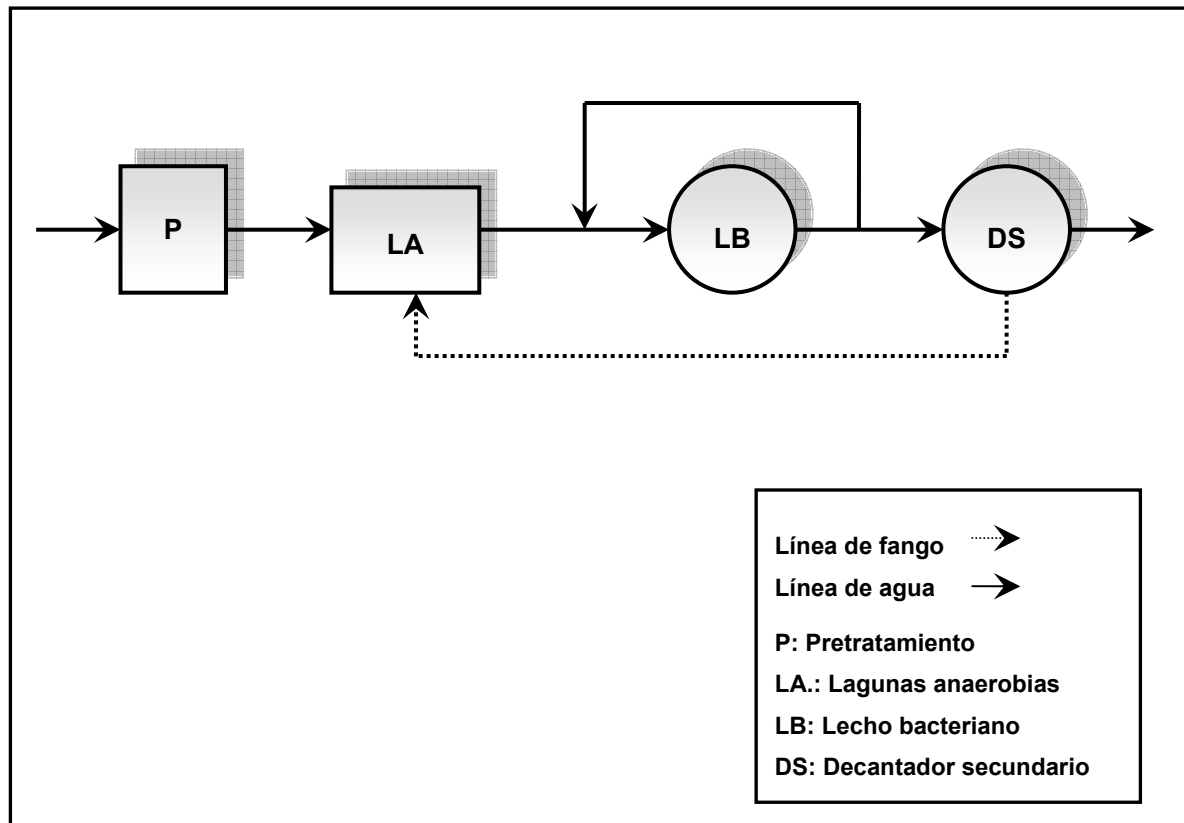 P
LA
LB
DS
Línea de fango
Línea de agua
P: Pretratamiento
LA.: Lagunas anaerobias
LB: Lecho bacteriano
DS: Decantador secundario